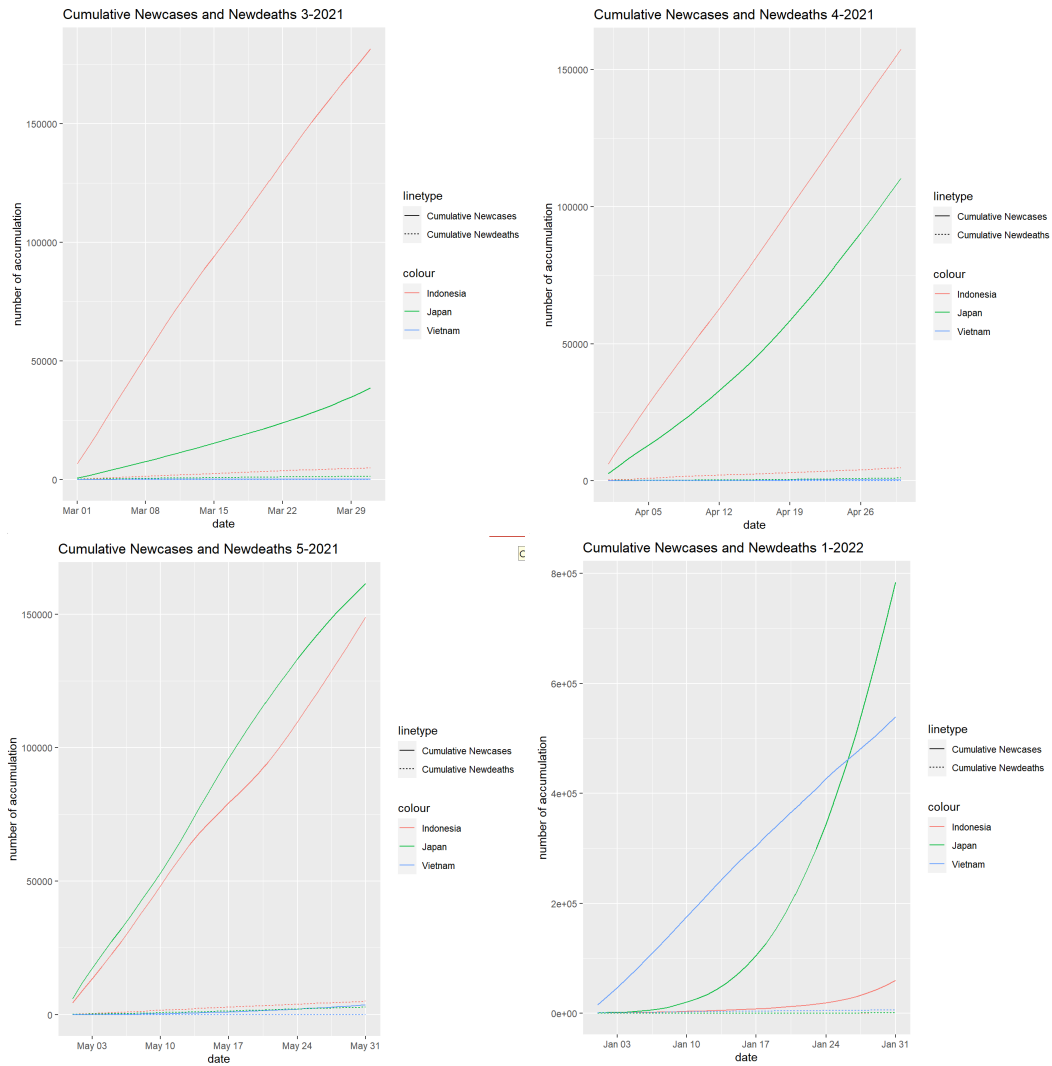 Cumulative Newcases and Newdeaths 3-2021
number of accumulation
150000
100000
50000
0
Mar 01 Mar 08 Mar 15 Mar 22 Mar 29
date
linetype
Cumulative Newcases
Cumulative Newdeaths
colour
Indonesia
Japan
Vietnam
Cumulative Newcases and Newdeaths 4-2021
number of accumulation
150000
100000
50000
0
Apr 05 Apr 12 Apr 19 Apr 26
date
linetype
Cumulative Newcases
Cumulative Newdeaths
colour
Indonesia
Japan
Vietnam
Cumulative Newcases and Newdeaths 5-2021
number of accumulation
150000
100000
50000
0
May 03 May 10 May 17 May 24 May 31
date
linetype
Cumulative Newcases
Cumulative Newdeaths
colour
Indonesia
Japan
Vietnam
Cumulative Newcases and Newdeaths 1-2022
number of accumulation
8e+05
6e+05
4e+05
2e+05
0e+00
Jan 03 Jan 10 Jan 17 Jan 24 Jan 31
date
linetype
Cumulative Newcases
Cumulative Newdeaths
colour
Indonesia
Japan
Vietnam